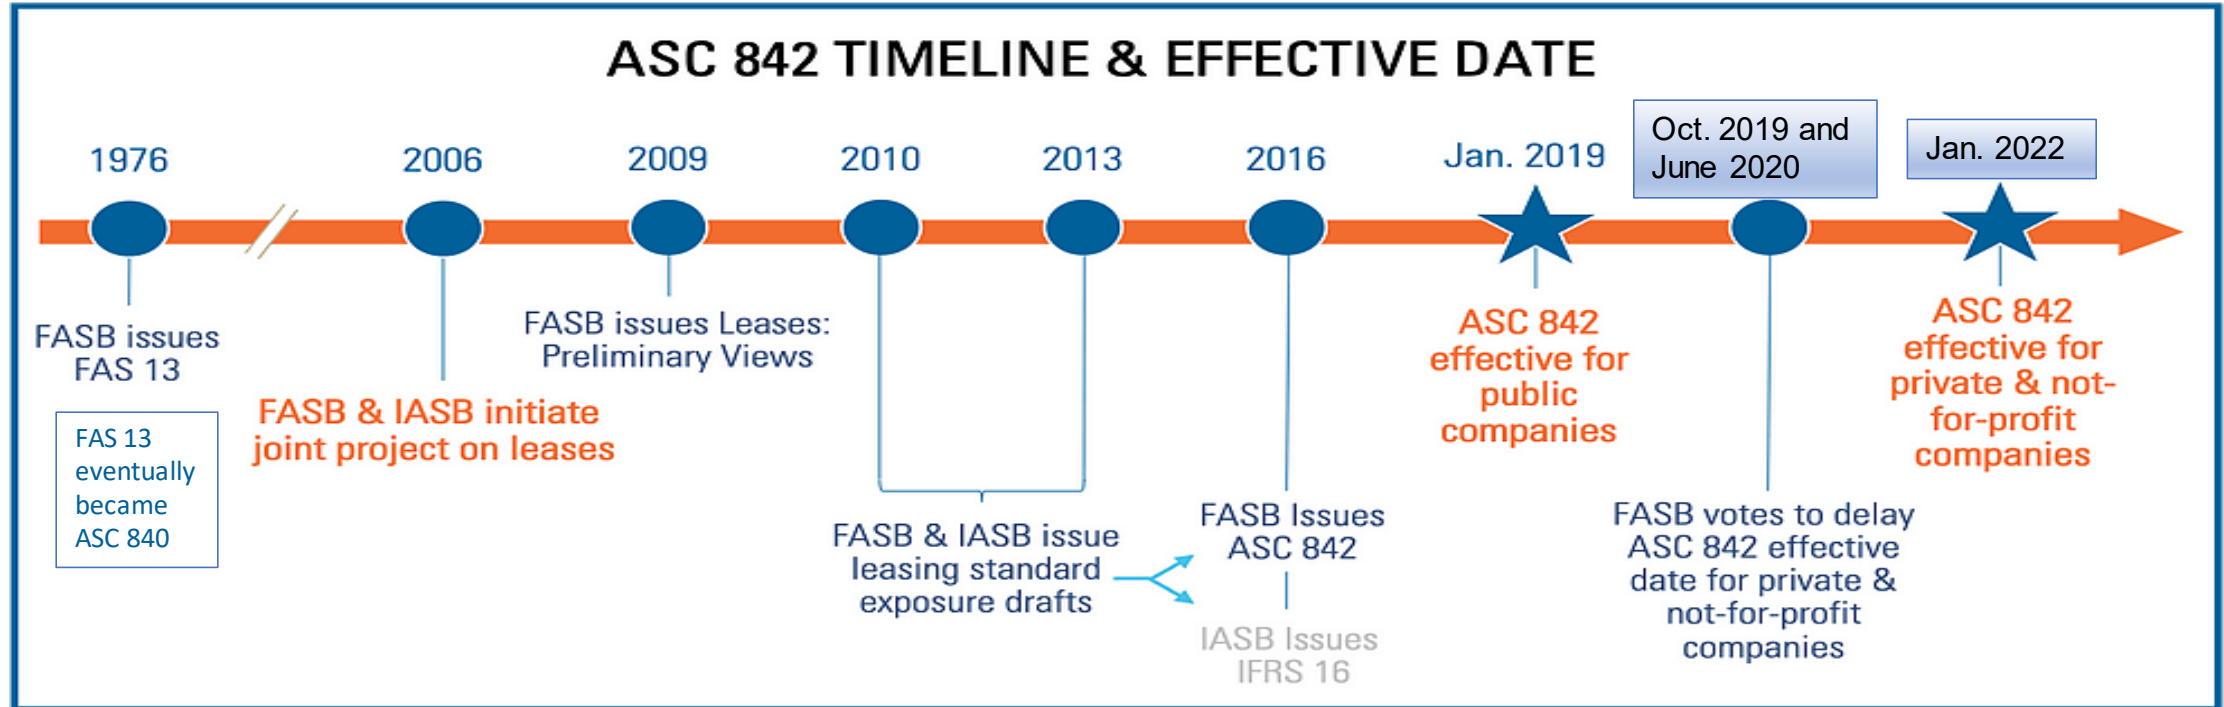 ASC 842 TIMELINE & EFFECTIVE DATE
1976
2006
2009
2010
2013
2016
Jan. 2019
Oct. 2019 and
June 2020
Jan. 2022
FASB issues
FAS 13
FAS 13
eventually
became
ASC 840
FASB & IASB initiate
joint project on leases
FASB issues Leases:
Preliminary Views
FASB & IASB issue
leasing standard
exposure drafts
FASB Issues
ASC 842
IASB Issues
IFRS 16
ASC 842
effective for
public
companies
FASB votes to delay
ASC 842 effective
date for private &
not-for-profit
companies
ASC 842
effective for
private & not-
for-profit
companies